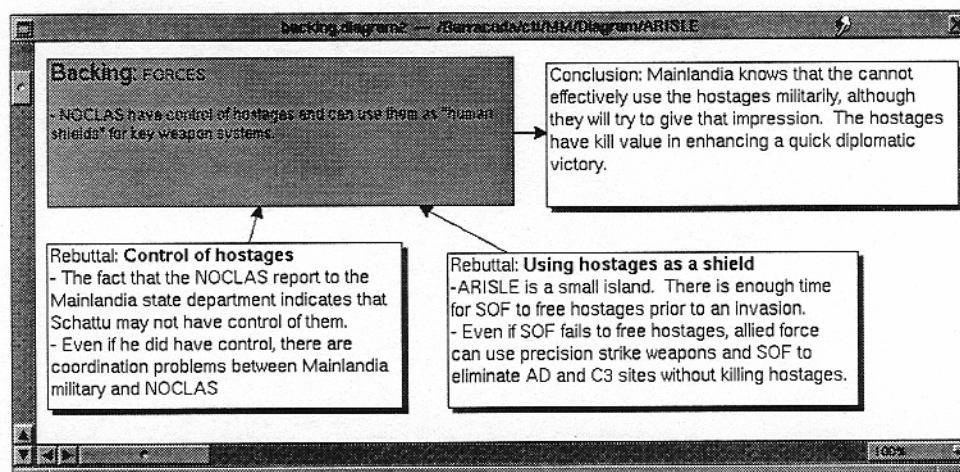 backing.diagram2 — /Barracoda/cti/MM/Diagram/ARISLE
Backing: FORCES
- NOCLAS have control of hostages and can use them as "human
shields" for key weapon systems.
Conclusion: Mainlandia knows that the cannot
effectively use the hostages militarily, although
they will try to give that impression. The hostages
have kill value in enhancing a quick diplomatic
victory.
Rebuttal: Control of hostages
- The fact that the NOCLAS report to the
Mainlandia state department indicates that
Schattu may not have control of them.
- Even if he did have control, there are
coordination problems between Mainlandia
military and NOCLAS
Rebuttal: Using hostages as a shield
-ARISLE is a small island. There is enough time
for SOF to free hostages prior to an invasion.
- Even if SOF fails to free hostages, allied force
can use precision strike weapons and SOF to
eliminate AD and C3 sites without killing hostages.
100%